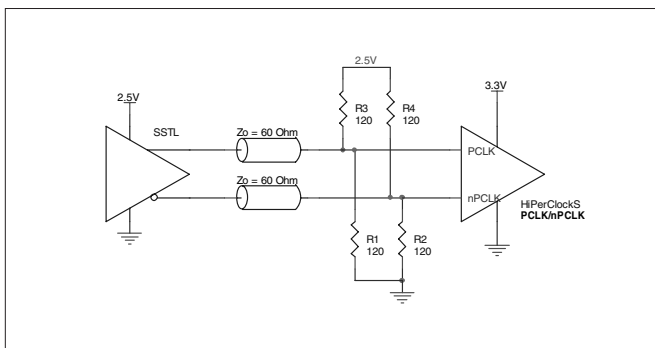 2.5V
3.3V
2.5V
R3
120
R4
120
SSTL
Zo = 60 Ohm
PCLK
Zo = 60 Ohm
nPCLK
HiPerClockS
PCLK/nPCLK
R1
120
R2
120